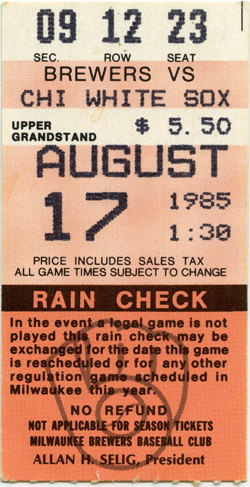 09 12 23
SEC. ROW SEAT
BREWERS VS
CHI WHITE SOX
UPPER GRANDSTAND $ 5.50
AUGUST
17 1985 1:30
PRICE INCLUDES SALES TAX
ALL GAME TIMES SUBJECT TO CHANGE
RAIN CHECK
In the event a legal game is not
played this rain check may be
exchanged for the date this game
is rescheduled or for any other
regulation game scheduled in
Milwaukee this year.
NO REFUND
NOT APPLICABLE FOR SEASON TICKETS
MILWAUKEE BREWERS BASEBALL CLUB
ALLAN H. SELIG, President